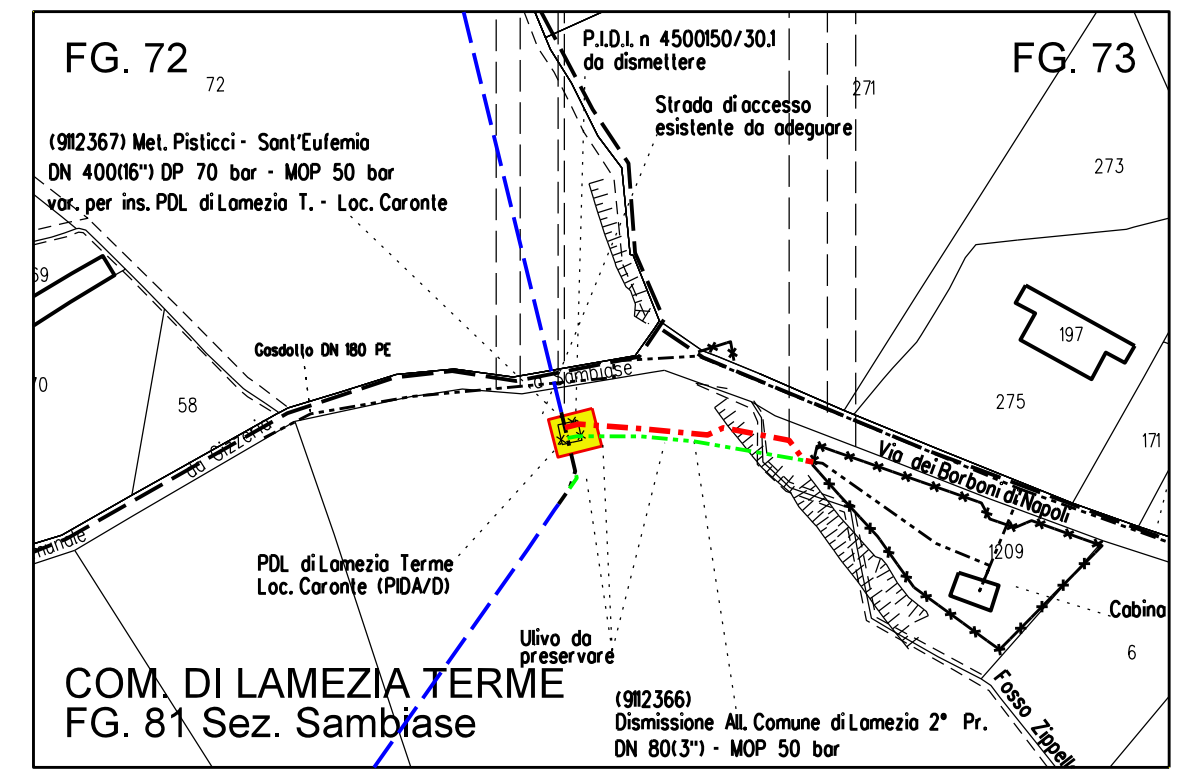 FG. 72
P.I.D.I. n 4500150/30.1
da dismettere
FG. 73
72
271
Strada di accesso
esistente da adeguare
(9112367) Met. Pisticci - Sant'Eufemia
DN 400(16") DP 70 bar - MOP 50 bar
var. per ins. PDL di Lamezia T. - Loc. Caronte
273
69
197
Gasdotto DN 180 PE
a Sambiase
70
58
275
171
da Gizzeria
Via dei Borboni di Napoli
1209
PDL di Lamezia Terme
Loc. Caronte (PIDA/D)
Cabina
Ulivo da
preservare
6
COM. DI LAMEZIA TERME
FG. 81 Sez. Sambiase
(9112366)
Dismissione All. Comune di Lamezia 2° Pr.
DN 80(3") - MOP 50 bar
Fosso Zippello